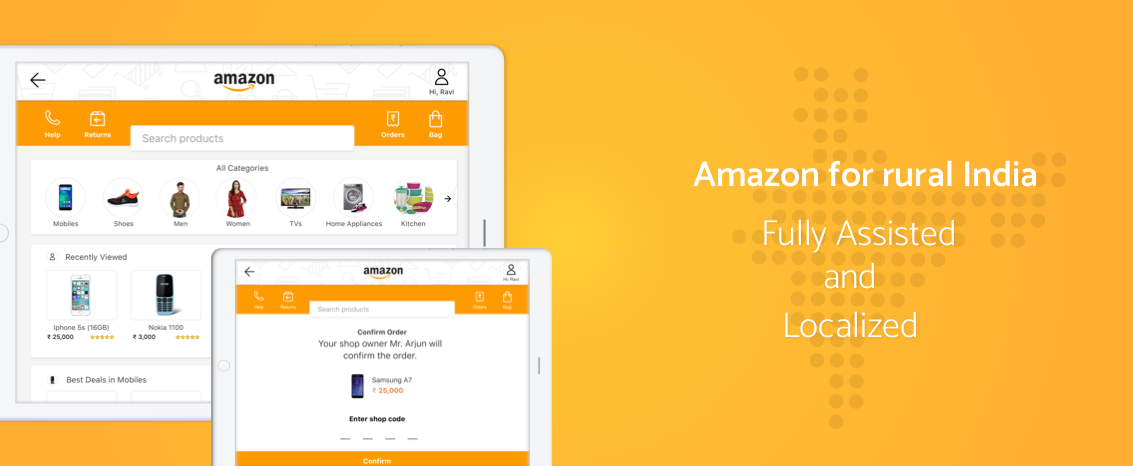 amazon
Hi, Ravi
Help
Returns
Search products
Orders
Bag
All Categories
Mobiles
Shoes
Men
Women
TVs
Home Appliances
Kitchen
Recently Viewed
Iphone 5s (16GB)
₹ 25,000
Nokia 1100
₹ 3,000
Best Deals in Mobiles
amazon
Hi, Ravi
Help
Returns
Search products
Orders
Bag
Confirm Order
Your shop owner Mr. Arjun will
confirm the order.
Samsung A7
₹ 25,000
Enter shop code
Confirm
Amazon for rural India
Fully Assisted
and
Localized